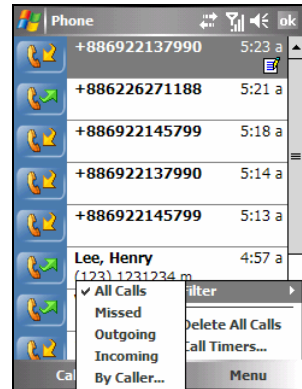 Phone ok
+886922137990 5:23 a
+886226271188 5:21 a
+886922145799 5:18 a
+886922137990 5:14 a
+886922145799 5:13 a
Lee, Henry 4:57 a
(123) 1231234 m
All Calls
Missed
Outgoing
Incoming
By Caller...
Filter
Delete All Calls
Call Timers...
Ca Menu